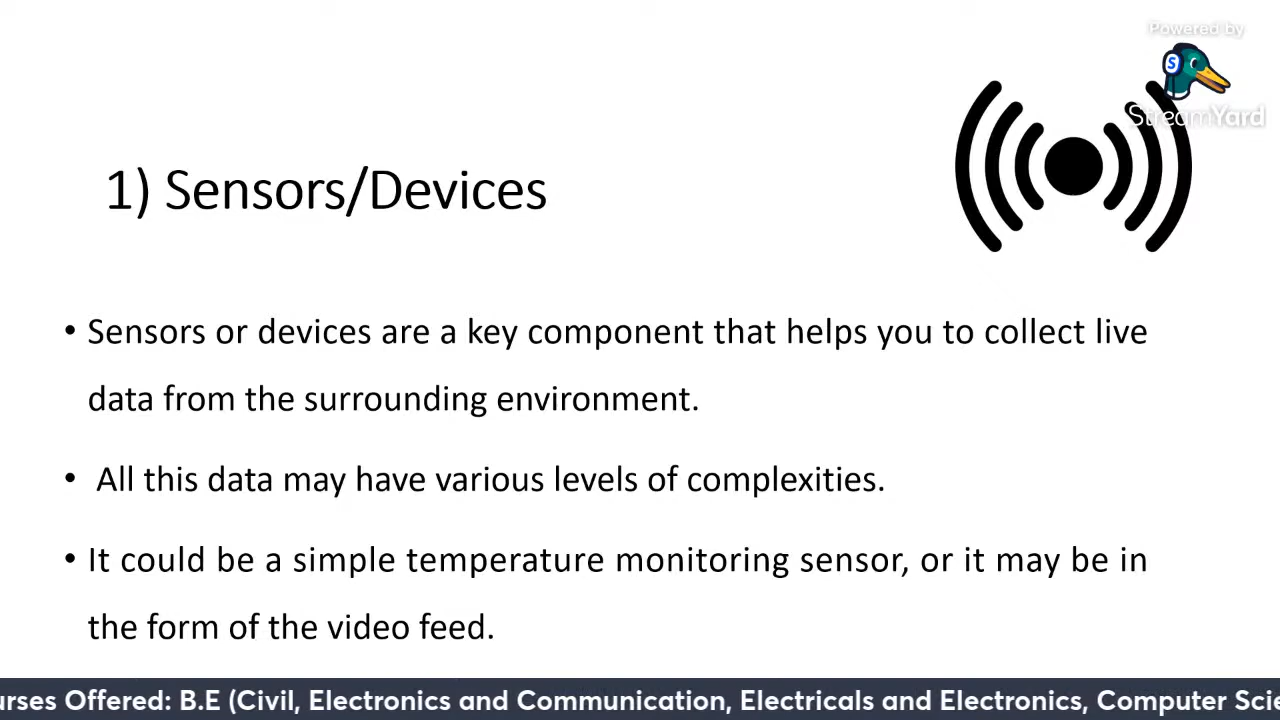 Powered by
S
StreamYard
1) Sensors/Devices
• Sensors or devices are a key component that helps you to collect live
data from the surrounding environment.
• All this data may have various levels of complexities.
• It could be a simple temperature monitoring sensor, or it may be in
the form of the video feed.
urses Offered: B.E (Civil, Electronics and Communication, Electricals and Electronics, Computer Scie